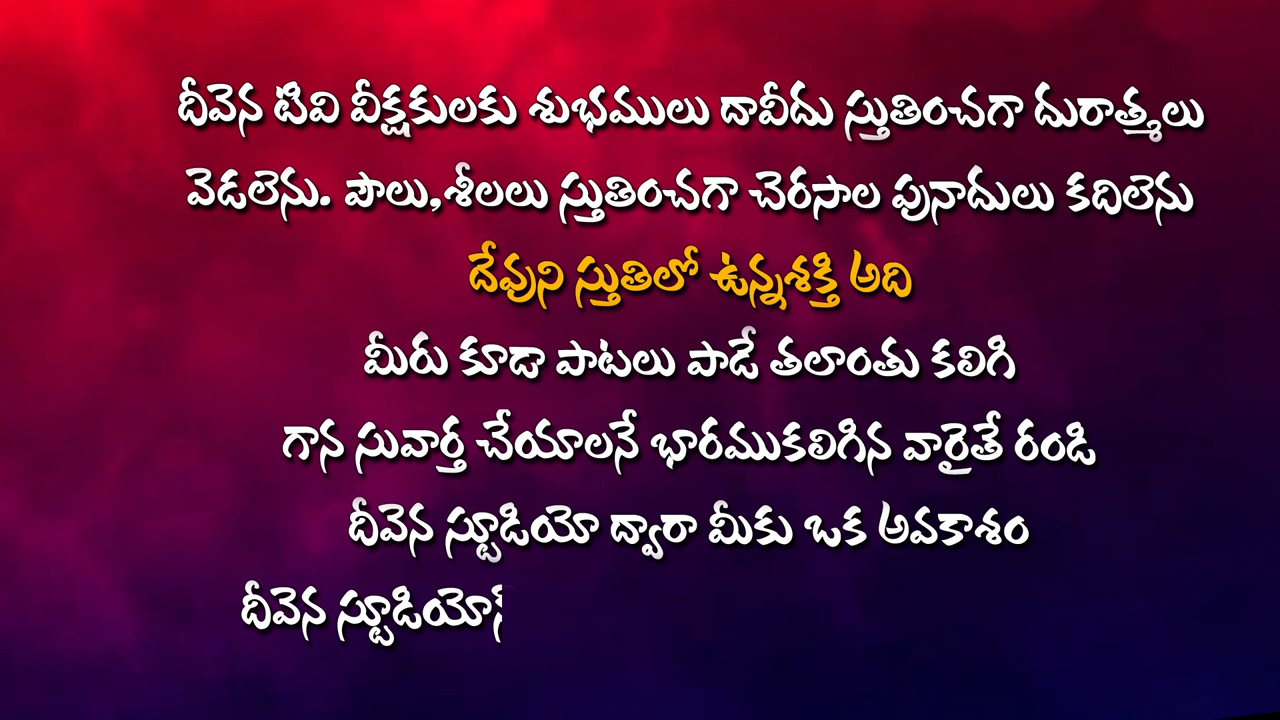 దీవెన టివి వీక్షకులకు శుభములు దావీదు స్తుతించగా దురాత్మలు
వెడలెను. పౌలు,శీలలు స్తుతించగా చెరసాల పునాదులు కదిలెను
దేవుని స్తుతిలో ఉన్నశక్తి అది
మీరు కూడా పాటలు పాడే తలాంతు కలిగి
గాన సువార్త చేయాలనే భారముకలిగిన వారైతే రండి
దీవెన స్టూడియో ద్వారా మీకు ఒక అవకాశం
దీవెన